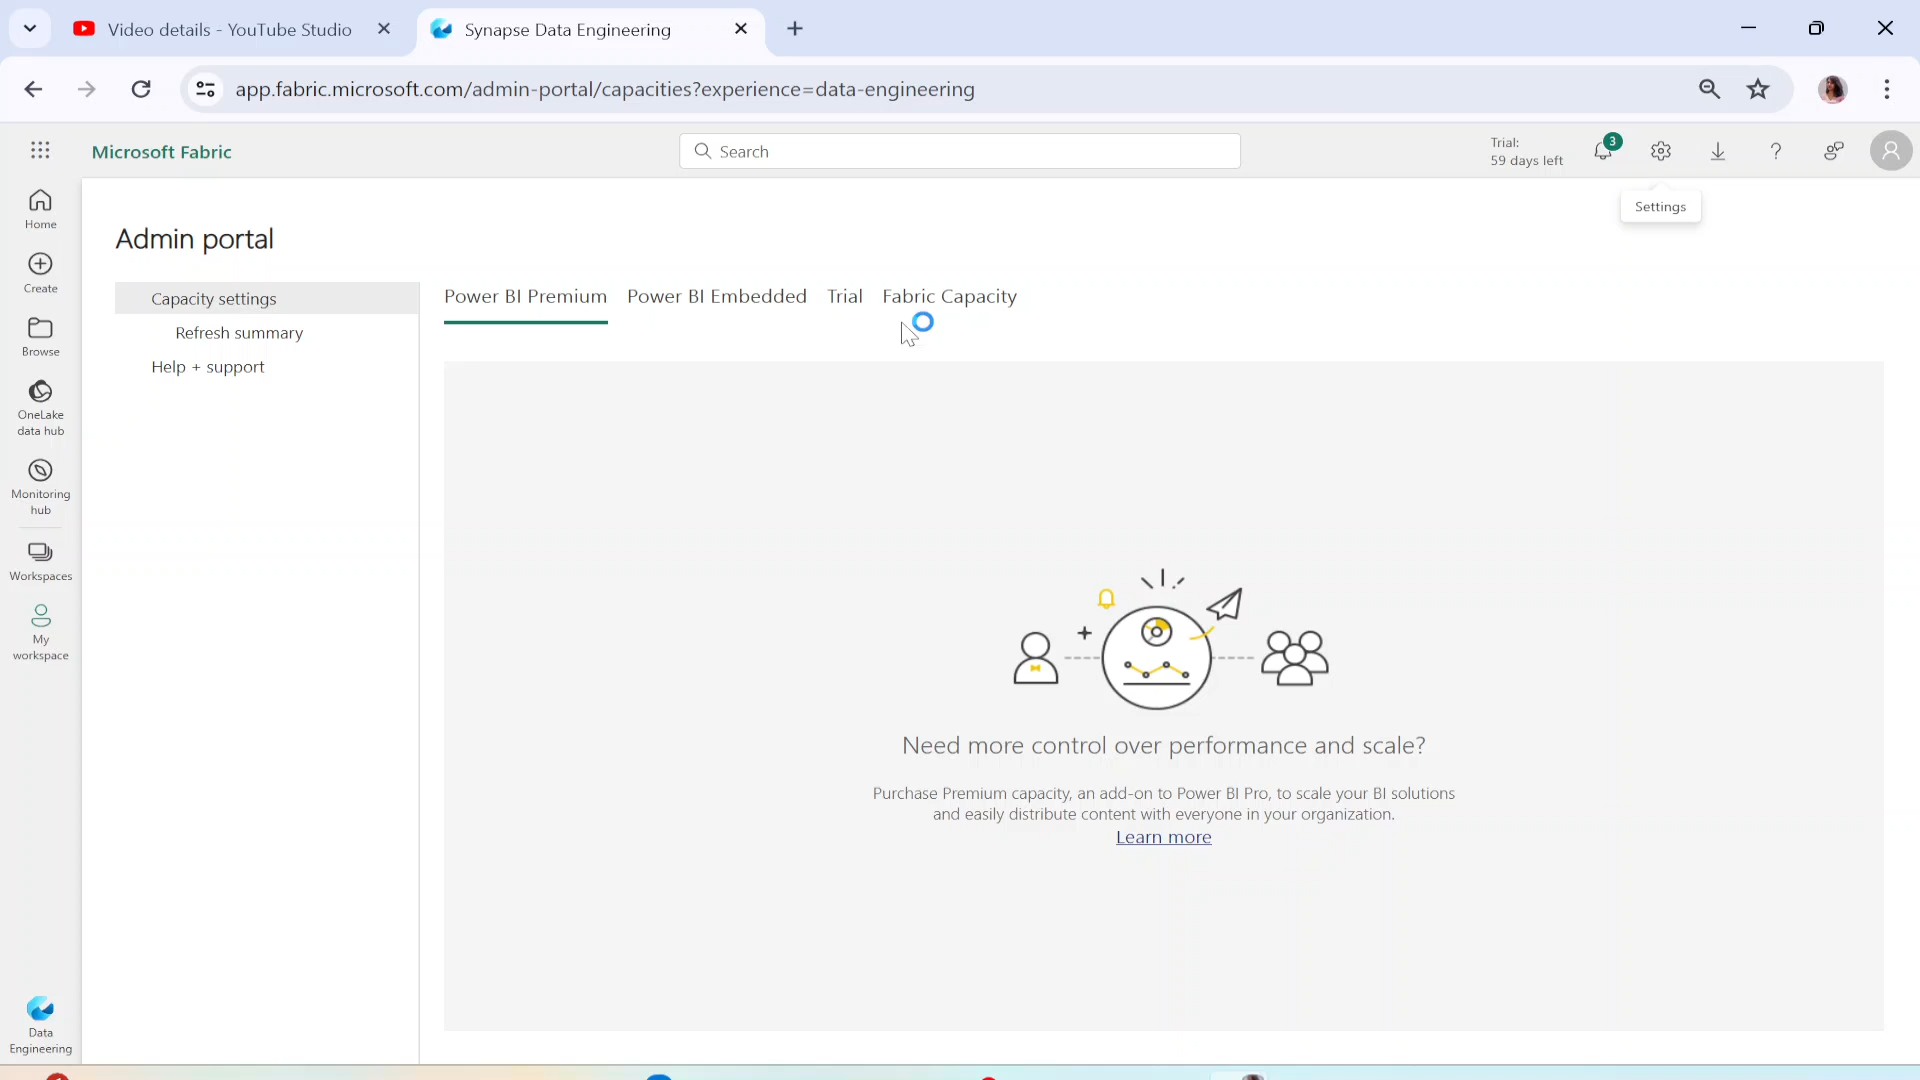 Video details - YouTube Studio
Synapse Data Engineering
app.fabric.microsoft.com/admin-portal/capacities?experience=data-engineering
Microsoft Fabric
Search
Trial:
59 days left
3
Settings
Home
Create
Browse
OneLake
data hub
Monitoring
hub
Workspaces
My
workspace
Data
Engineering
Admin portal
Capacity settings
Refresh summary
Help + support
Power BI Premium
Power BI Embedded
Trial
Fabric Capacity
Need more control over performance and scale?
Purchase Premium capacity, an add-on to Power BI Pro, to scale your BI solutions
and easily distribute content with everyone in your organization.
Learn more